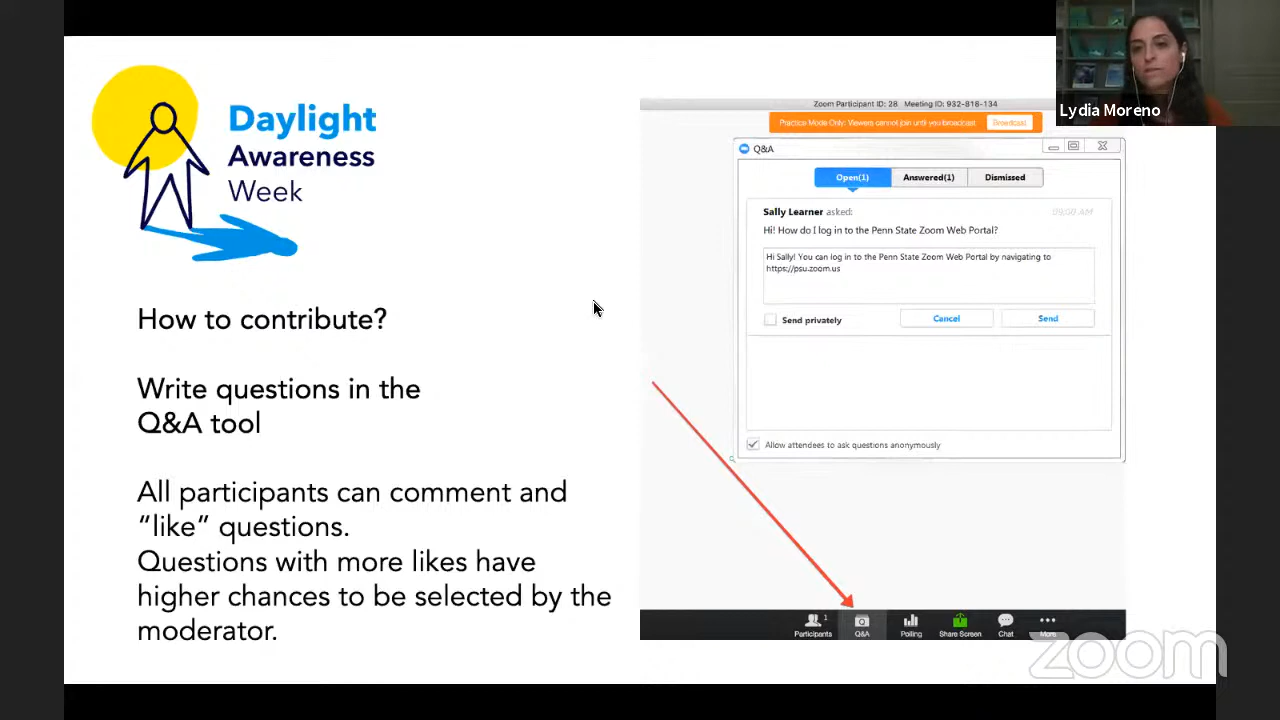 Daylight
Awareness
Week
How to contribute?
Write questions in the
Q&A tool
All participants can comment and
“like” questions.
Questions with more likes have
higher chances to be selected by the
moderator.
Zoom Participant ID: 28 Meeting ID: 932-816-134
Practice Mode Only: Viewers cannot join until you broadcast
Broadcast
Q&A
Open(1)
Answered(1)
Dismissed
Sally Learner asked:
09:08 AM
Hi! How do I log in to the Penn State Zoom Web Portal?
Hi Sally! You can log in to the Penn State Zoom Web Portal by navigating to
https://psu.zoom.us
Send privately
Cancel
Send
Allow attendees to ask questions anonymously
1
Participants
Q&A
Polling
Share Screen
Chat
More
Lydia Moreno
zoom